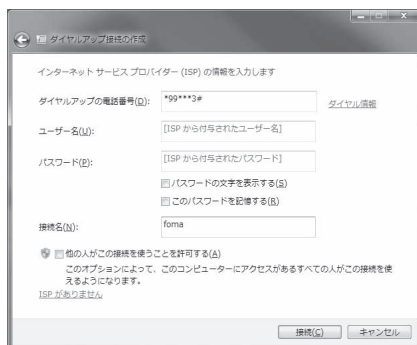 ダイヤルアップ接続の作成
インターネット サービス プロバイダー (ISP) の情報を入力します
ダイヤルアップの電話番号(D):
*99***3#
ダイヤル情報
ユーザー名(U):
[ISP から付与されたユーザー名]
パスワード(P):
[ISP から付与されたパスワード]
パスワードの文字を表示する(S)
このパスワードを記憶する(R)
接続名(N):
foma
他の人がこの接続を使うことを許可する(A)
このオプションによって、このコンピューターにアクセスがあるすべての人がこの接続を使
えるようになります。
ISP がありません
接続(C)
キャンセル